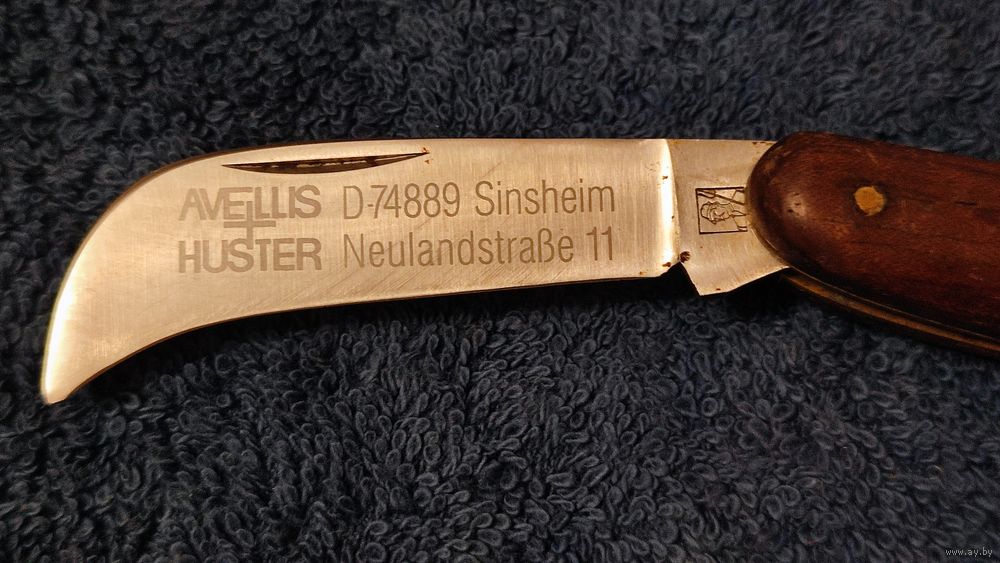 AVELLIS D-74889 Sinsheim
+
HUSTER Neulandstraße 11
www.ay.by